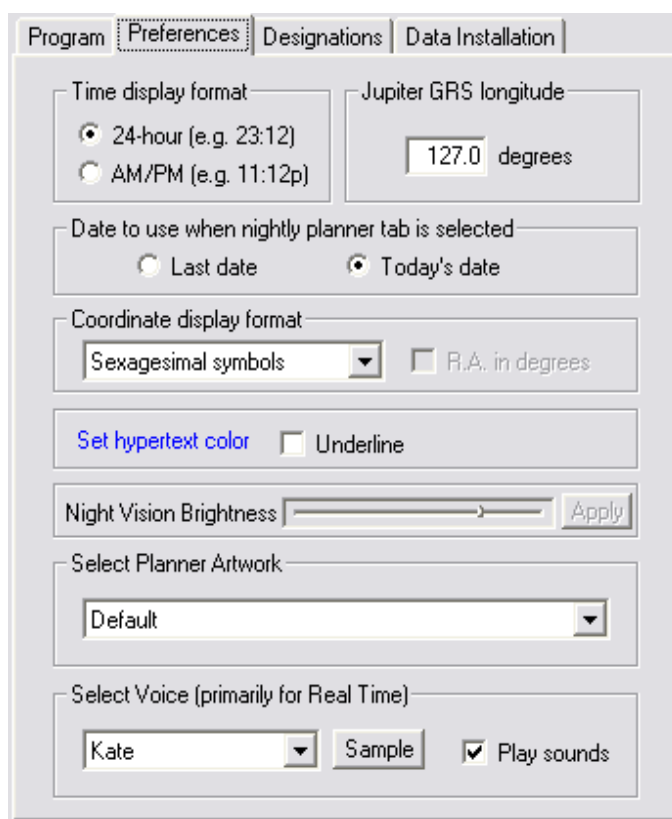 Program Preferences Designations Data Installation
Time display format
24-hour (e.g. 23:12)
AM/PM (e.g. 11:12p)
Jupiter GRS longitude
127.0 degrees
Date to use when nightly planner tab is selected
Last date Today's date
Coordinate display format
Sexagesimal symbols R.A. in degrees
Set hypertext color Underline
Night Vision Brightness Apply
Select Planner Artwork
Default
Select Voice (primarily for Real Time)
Kate Sample Play sounds